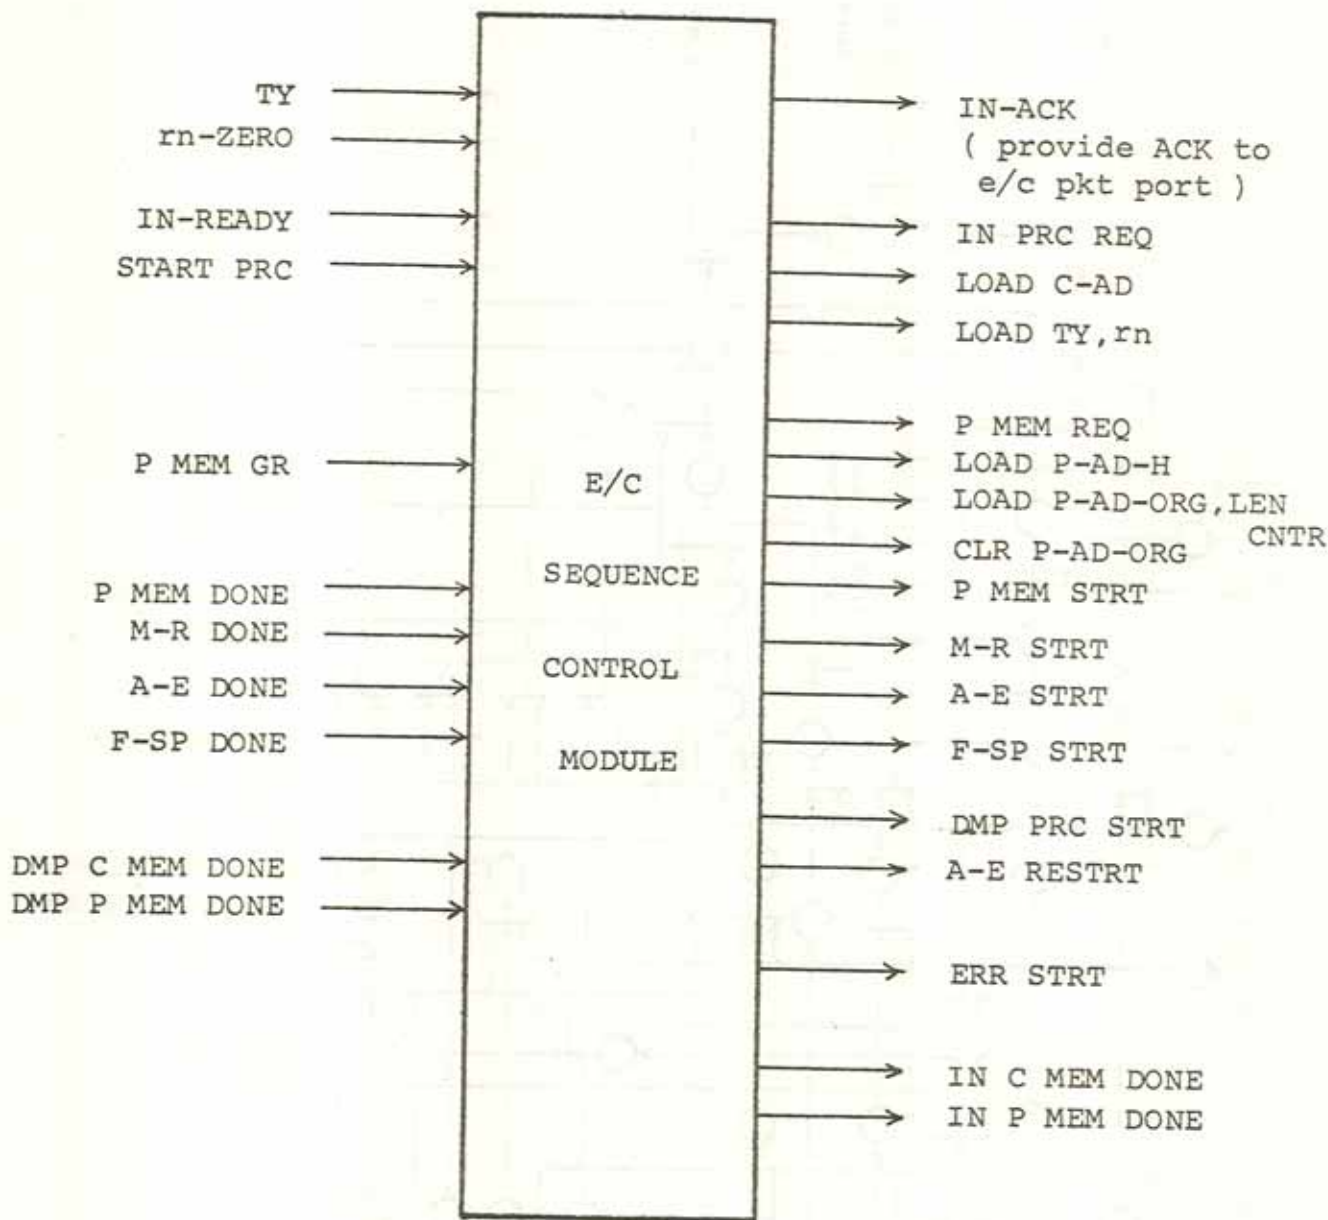 TY
rn-ZERO
IN-READY
START PRC
P MEM GR
P MEM DONE
M-R DONE
A-E DONE
F-SP DONE
DMP C MEM DONE
DMP P MEM DONE
E/C
SEQUENCE
CONTROL
MODULE
IN-ACK
( provide ACK to
e/c pkt port )
IN PRC REQ
LOAD C-AD
LOAD TY,rn
P MEM REQ
LOAD P-AD-H
LOAD P-AD-ORG,LEN
CNTR
CLR P-AD-ORG
P MEM STRT
M-R STRT
A-E STRT
F-SP STRT
DMP PRC STRT
A-E RESTRT
ERR STRT
IN C MEM DONE
IN P MEM DONE